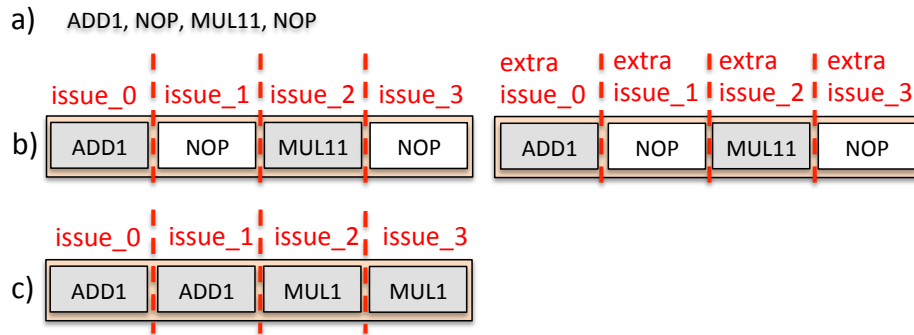 a) ADD1, NOP, MUL11, NOP
issue_0 issue_1 issue_2 issue_3
extra extra extra extra
issue_0 issue_1 issue_2 issue_3
b) ADD1 NOP MUL11 NOP ADD1 NOP MUL11 NOP
issue_0 issue_1 issue_2 issue_3
c) ADD1 ADD1 MUL1 MUL1